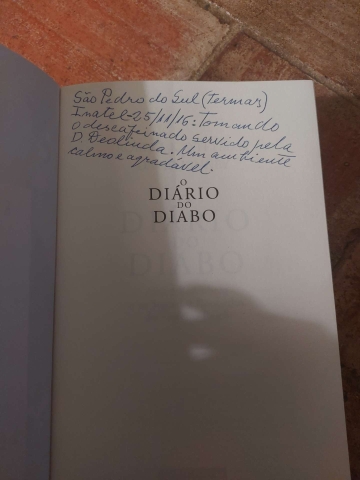 São Pedro do Sul (termas)
Inatel - 25/11/16: Tomando
o descafeinado servido pela
D. Deolinda. Um ambiente
calmo e agradável.
O
DIÁRIO
DO
DIABO